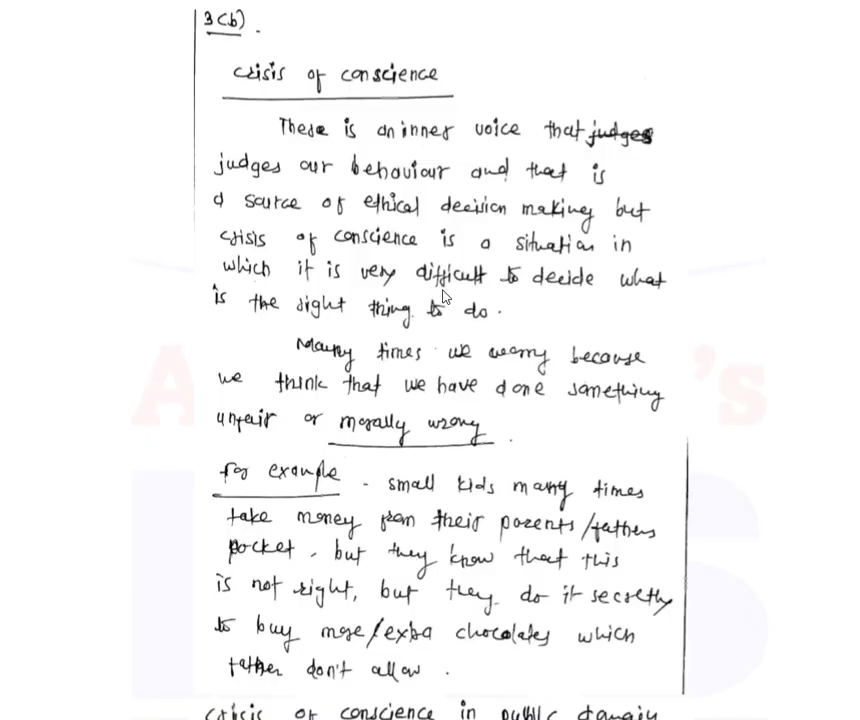 3(b).
crisis of conscience
There is an inner voice that judges
judges our behaviour and that is
a source of ethical decision making but
crisis of conscience is a situation in
which it is very difficult to decide what
is the right thing to do.
Many times we worry because
we think that we have done something
unfair or morally wrong.
for example - small kids many times
take money from their parents/fathers
pocket, but they know that this
is not right, but they do it secretly
to buy more/extra chocolates which
father don't allow.
crisis of conscience in public domain